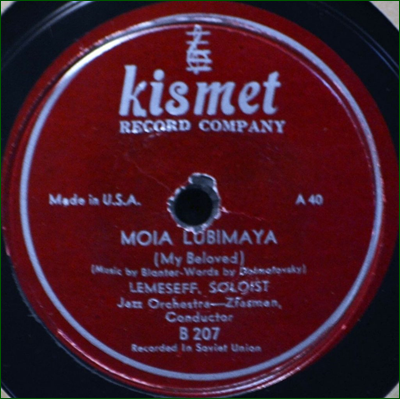 kismet
RECORD COMPANY
Made in U.S.A.
A 40
MOIA LUBIMAYA
(My Beloved)
(Music by Blanter-Words by Dolmatovsky)
LEMESEFF, SOLOIST
Jazz Orchestra—Zfasman,
Conductor
B 207
Recorded In Soviet Union